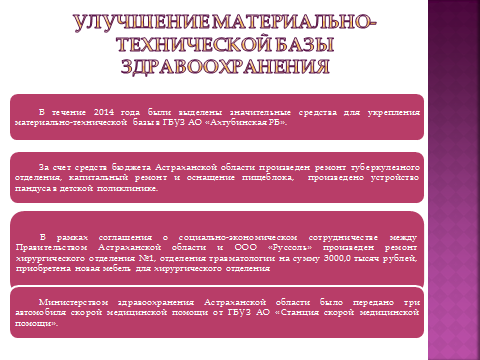 УЛУЧШЕНИЕ МАТЕРИАЛЬНО-
ТЕХНИЧЕСКОЙ БАЗЫ
ЗДРАВООХРАНЕНИЯ
В течение 2014 года были выделены значительные средства для укрепления
материально-технической базы в ГБУЗ АО «Ахтубинская РБ».
За счет средств бюджета Астраханской области произведен ремонт туберкулезного
отделения, капитальный ремонт и оснащение пищеблока, произведено устройство
пандуса в детской поликлинике.
В рамках соглашения о социально-экономическом сотрудничестве между
Правительством Астраханской области и ООО «Руссоль» произведен ремонт
хирургического отделения №1, отделения травматологии на сумму 3000,0 тысяч рублей,
приобретена новая мебель для хирургического отделения
Министерством здравоохранения Астраханской области было передано три
автомобиля скорой медицинской помощи от ГБУЗ АО «Станция скорой медицинской
помощи».